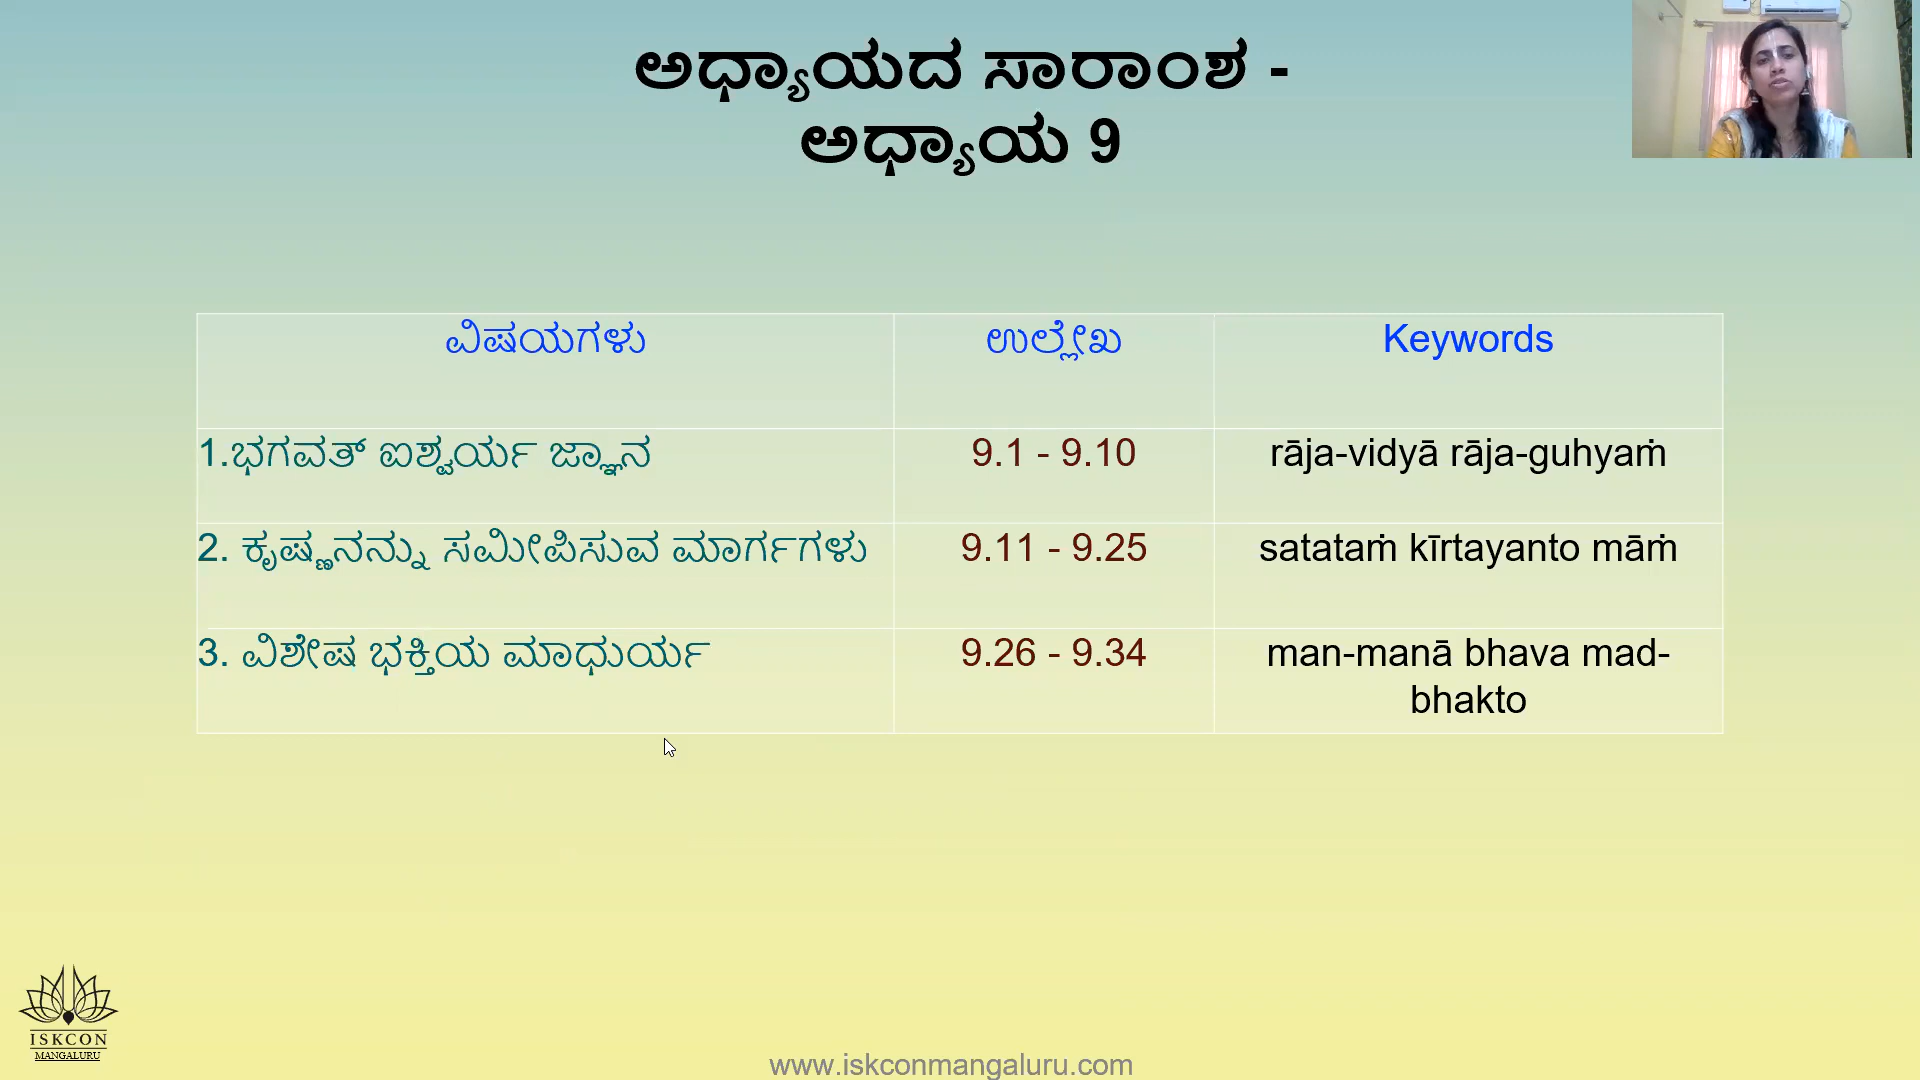 ಅಧ್ಯಾಯದ ಸಾರಾಂಶ -
ಅಧ್ಯಾಯ 9
ವಿಷಯಗಳು ಉಲ್ಲೇಖ Keywords
1.ಭಗವತ್ ಐಶ್ವರ್ಯ ಜ್ಞಾನ 9.1 - 9.10 rāja-vidyā rāja-guhyaṁ
2. ಕೃಷ್ಣನನ್ನು ಸಮೀಪಿಸುವ ಮಾರ್ಗಗಳು 9.11 - 9.25 satataṁ kīrtayanto māṁ
3. ವಿಶೇಷ ಭಕ್ತಿಯ ಮಾಧುರ್ಯ 9.26 - 9.34 man-manā bhava mad-
bhakto
ISKCON
MANGALURU
www.iskconmangaluru.com